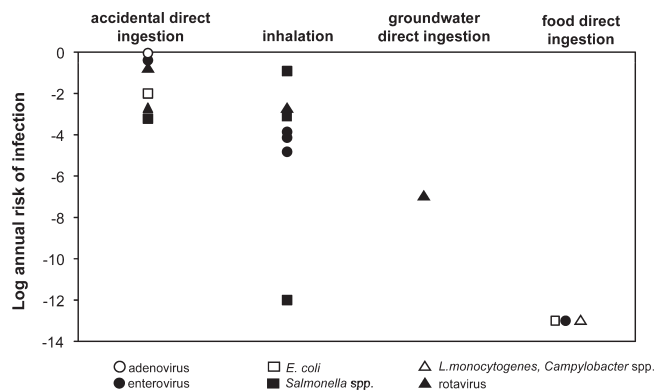 accidental direct ingestion
inhalation
groundwater direct ingestion
food direct ingestion
Log annual risk of infection
0
-2
-4
-6
-8
-10
-12
-14
adenovirus
enterovirus
E. coli
Salmonella spp.
L.monocytogenes, Campylobacter spp.
rotavirus